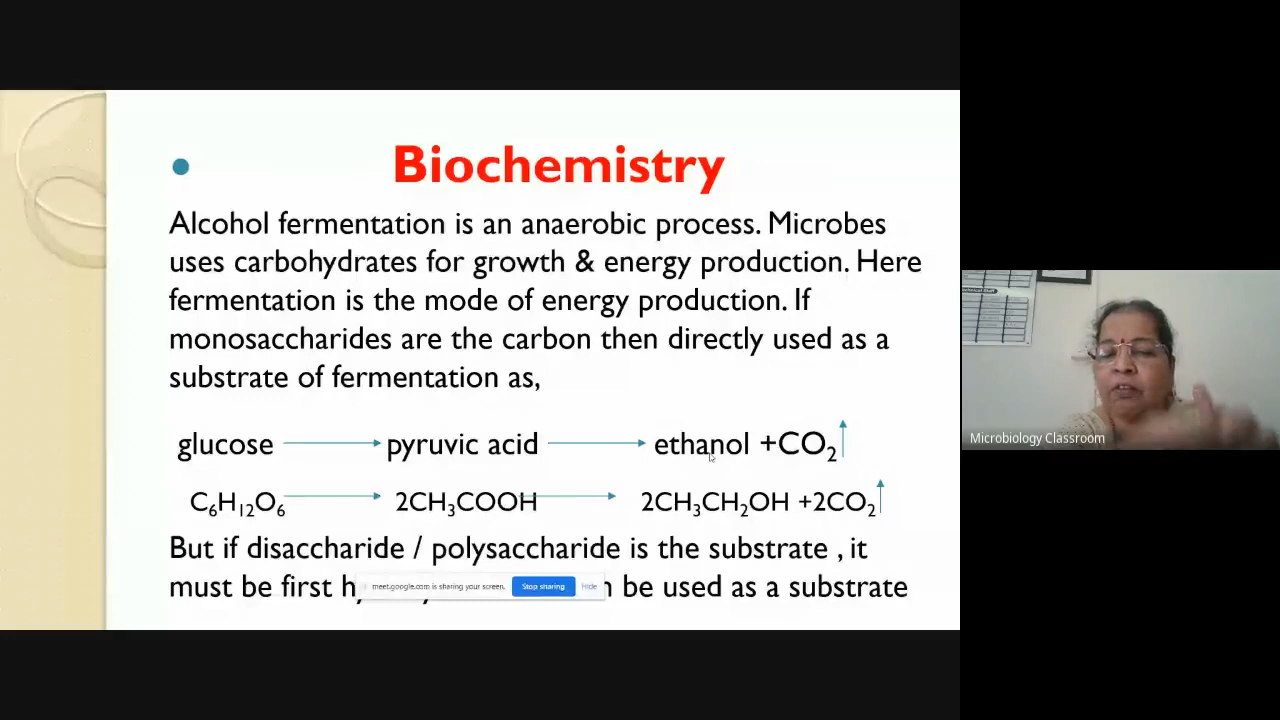 Biochemistry
Alcohol fermentation is an anaerobic process. Microbes
uses carbohydrates for growth & energy production. Here
fermentation is the mode of energy production. If
monosaccharides are the carbon then directly used as a
substrate of fermentation as,
glucose pyruvic acid ethanol +CO₂
C₆H₁₂O₆ 2CH₃COOH 2CH₃CH₂OH +2CO₂
But if disaccharide / polysaccharide is the substrate , it
must be first be used as a substrate
meet.google.com is sharing your screen. Stop sharing Hide
Microbiology Classroom